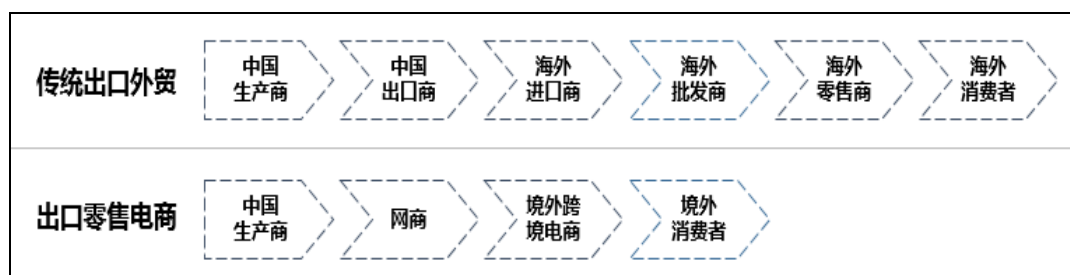 传统出口外贸
中国
生产商
中国
出口商
海外
进口商
海外
批发商
海外
零售商
海外
消费者
出口零售电商
中国
生产商
网商
境外跨
境电商
境外
消费者